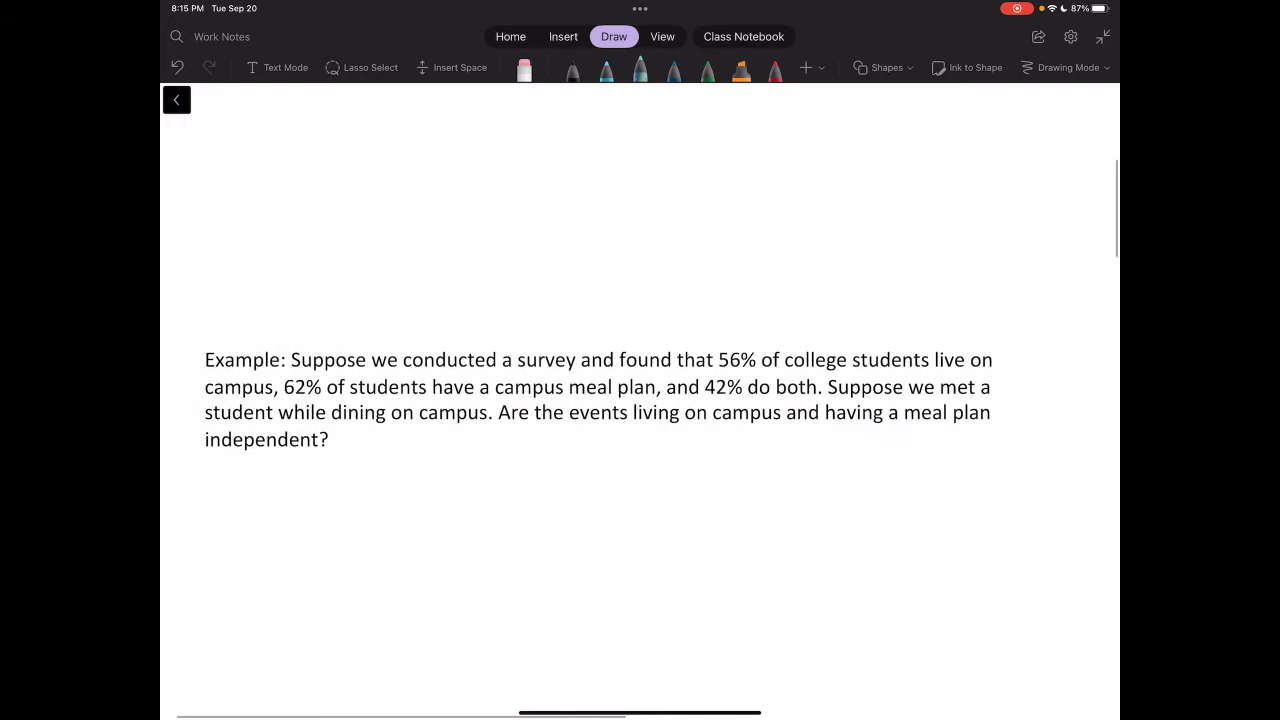 8:15 PM Tue Sep 20
87%
Work Notes
Home Insert Draw View Class Notebook
Text Mode Lasso Select Insert Space Shapes Ink to Shape Drawing Mode
Example: Suppose we conducted a survey and found that 56% of college students live on
campus, 62% of students have a campus meal plan, and 42% do both. Suppose we met a
student while dining on campus. Are the events living on campus and having a meal plan
independent?